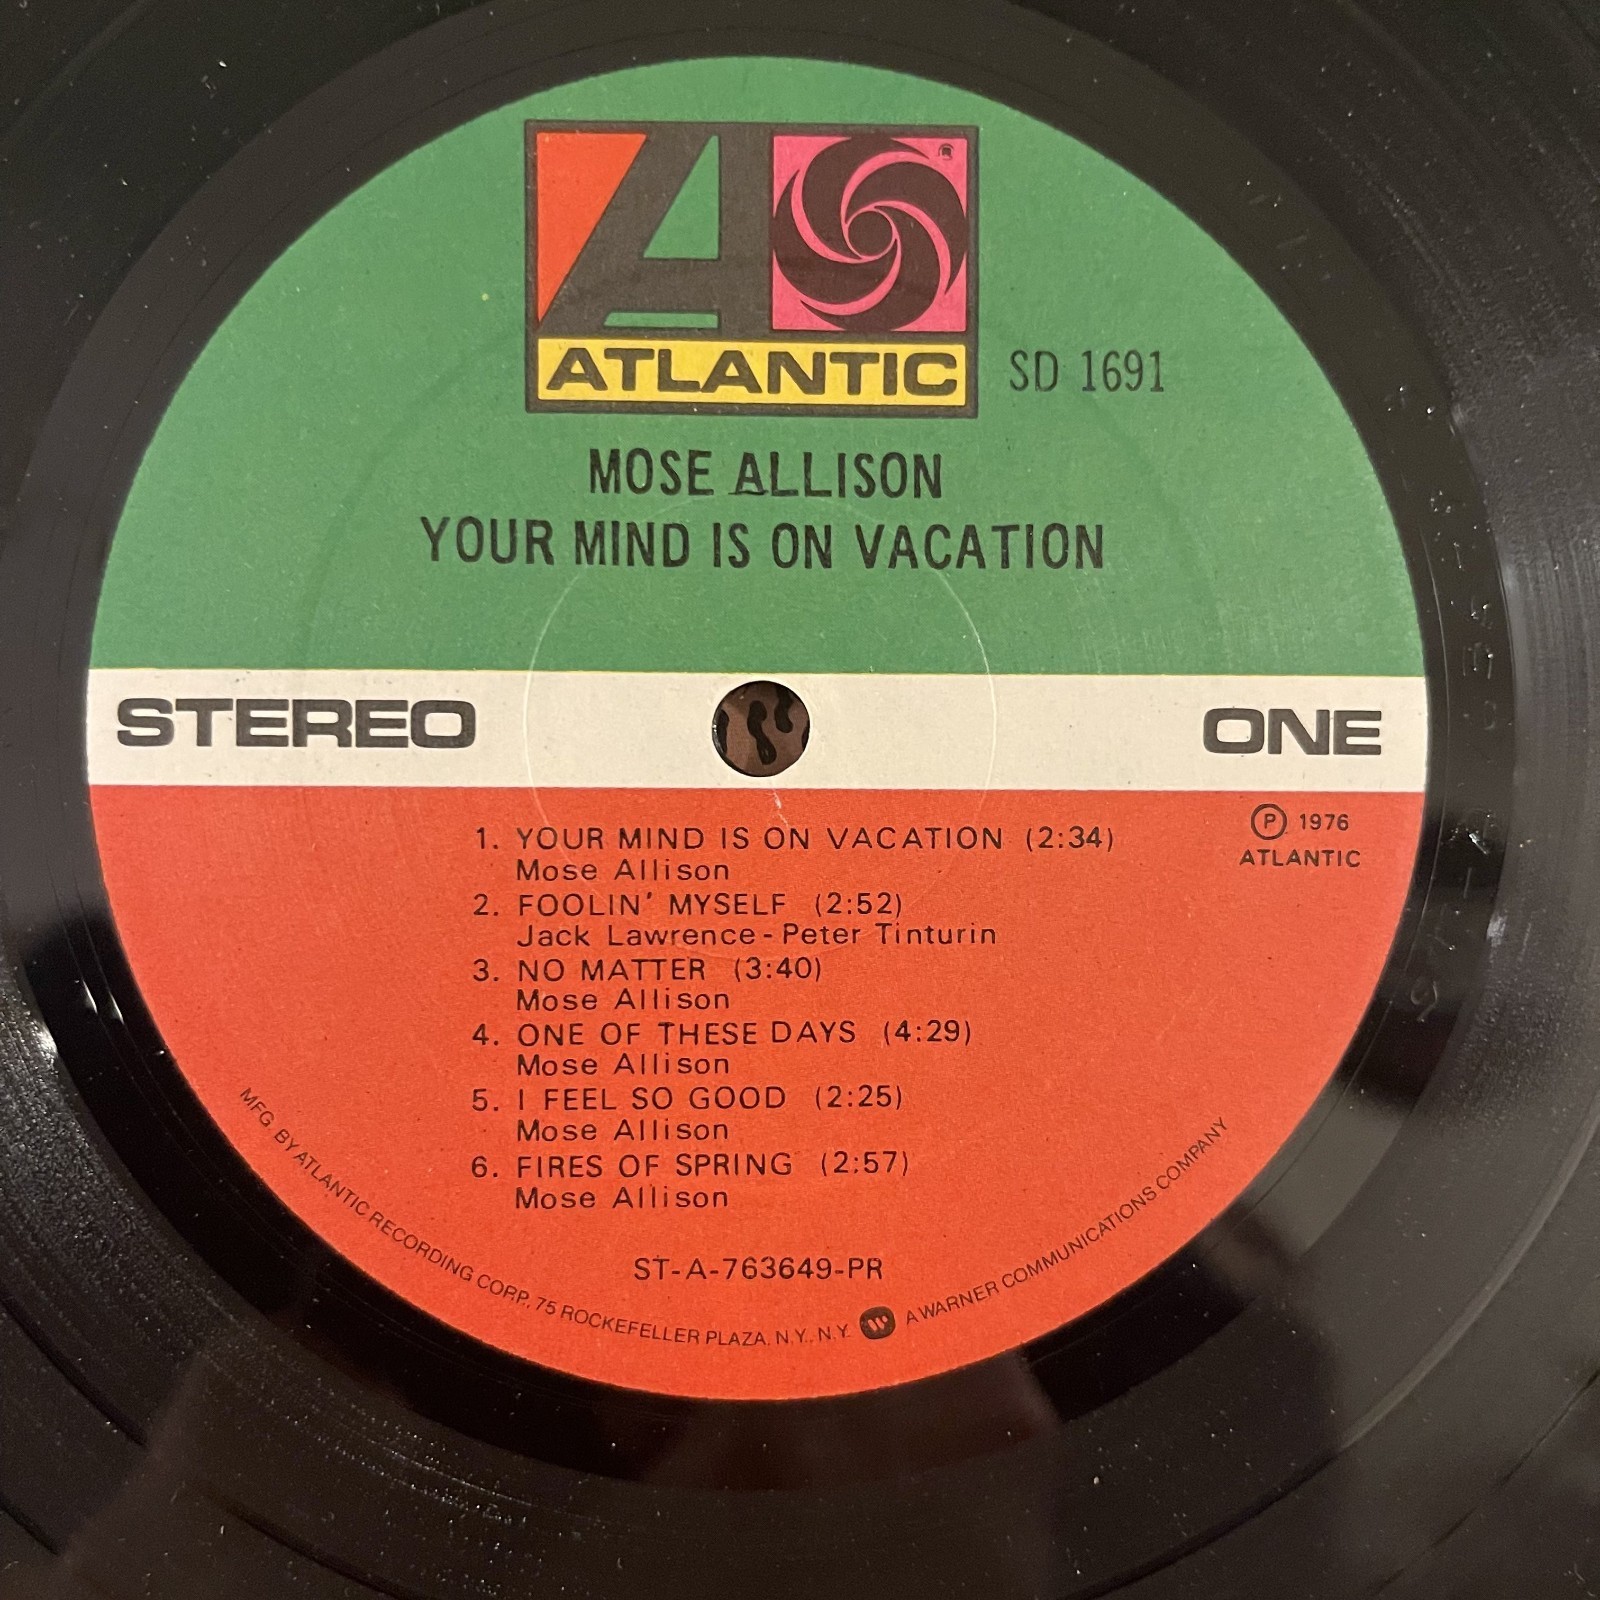 ATLANTIC
SD 1691
MOSE ALLISON
YOUR MIND IS ON VACATION
STEREO
ONE
℗ 1976
ATLANTIC
1. YOUR MIND IS ON VACATION (2:34)
Mose Allison
2. FOOLIN' MYSELF (2:52)
Jack Lawrence-Peter Tinturin
3. NO MATTER (3:40)
Mose Allison
4. ONE OF THESE DAYS (4:29)
Mose Allison
5. I FEEL SO GOOD (2:25)
Mose Allison
6. FIRES OF SPRING (2:57)
Mose Allison
ST-A-763649-PR
MFG. BY ATLANTIC RECORDING CORP., 75 ROCKEFELLER PLAZA, N.Y., N.Y. A WARNER COMMUNICATIONS COMPANY